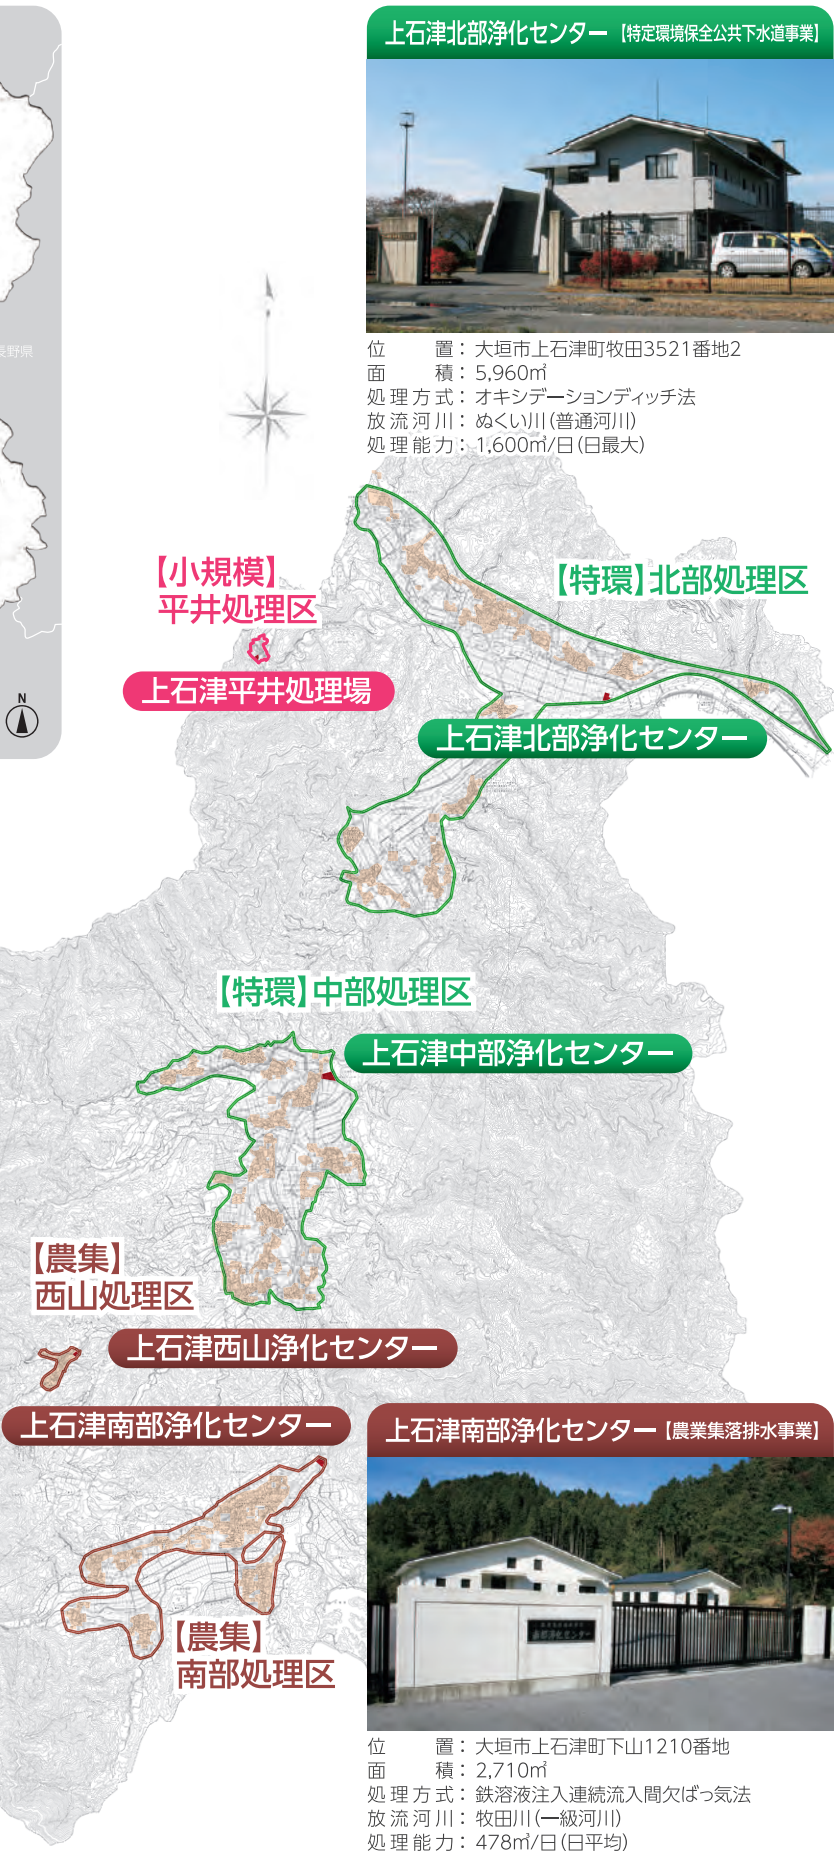 上石津北部浄化センター【特定環境保全公共下水道事業】
位置：大垣市上石津町牧田3521番地2
面積：5,960㎡
処理方式：オキシデーションディッチ法
放流河川：ぬくい川(普通河川)
処理能力：1,600㎥/日(日最大)
長野県
N
【小規模】
平井処理区
上石津平井処理場
【特環】北部処理区
上石津北部浄化センター
【特環】中部処理区
上石津中部浄化センター
【農集】
西山処理区
上石津西山浄化センター
上石津南部浄化センター
【農集】
南部処理区
上石津南部浄化センター【農業集落排水事業】
南部浄化センター
位置：大垣市上石津町下山1210番地
面積：2,710㎡
処理方式：鉄溶液注入連続流入間欠ばっ気法
放流河川：牧田川(一級河川)
処理能力：478㎥/日(日平均)